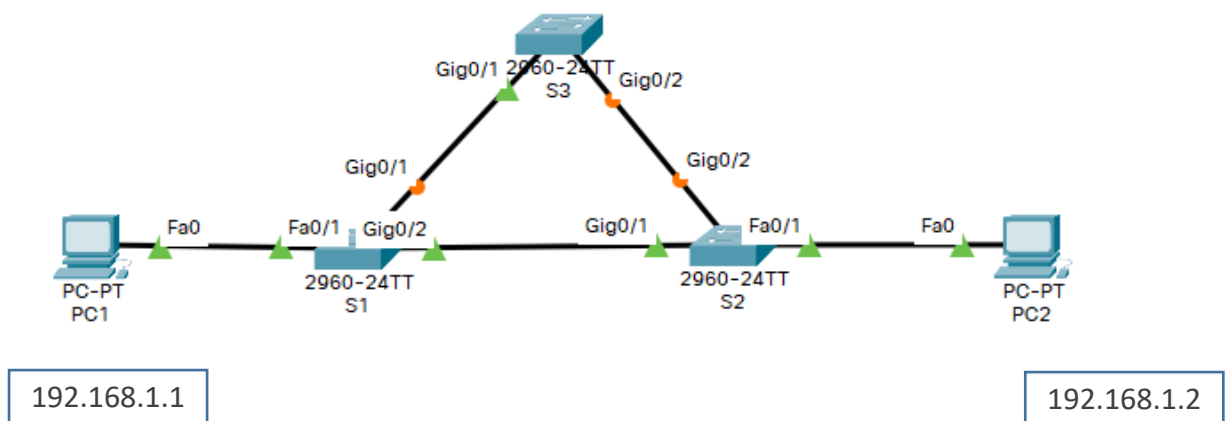 Gig0/1
2960-24TT
S3
Gig0/2
Gig0/1
Gig0/2
Fa0
Fa0/1
Gig0/2
Gig0/1
Fa0/1
Fa0
PC-PT
PC1
2960-24TT
S1
2960-24TT
S2
PC-PT
PC2
192.168.1.1
192.168.1.2